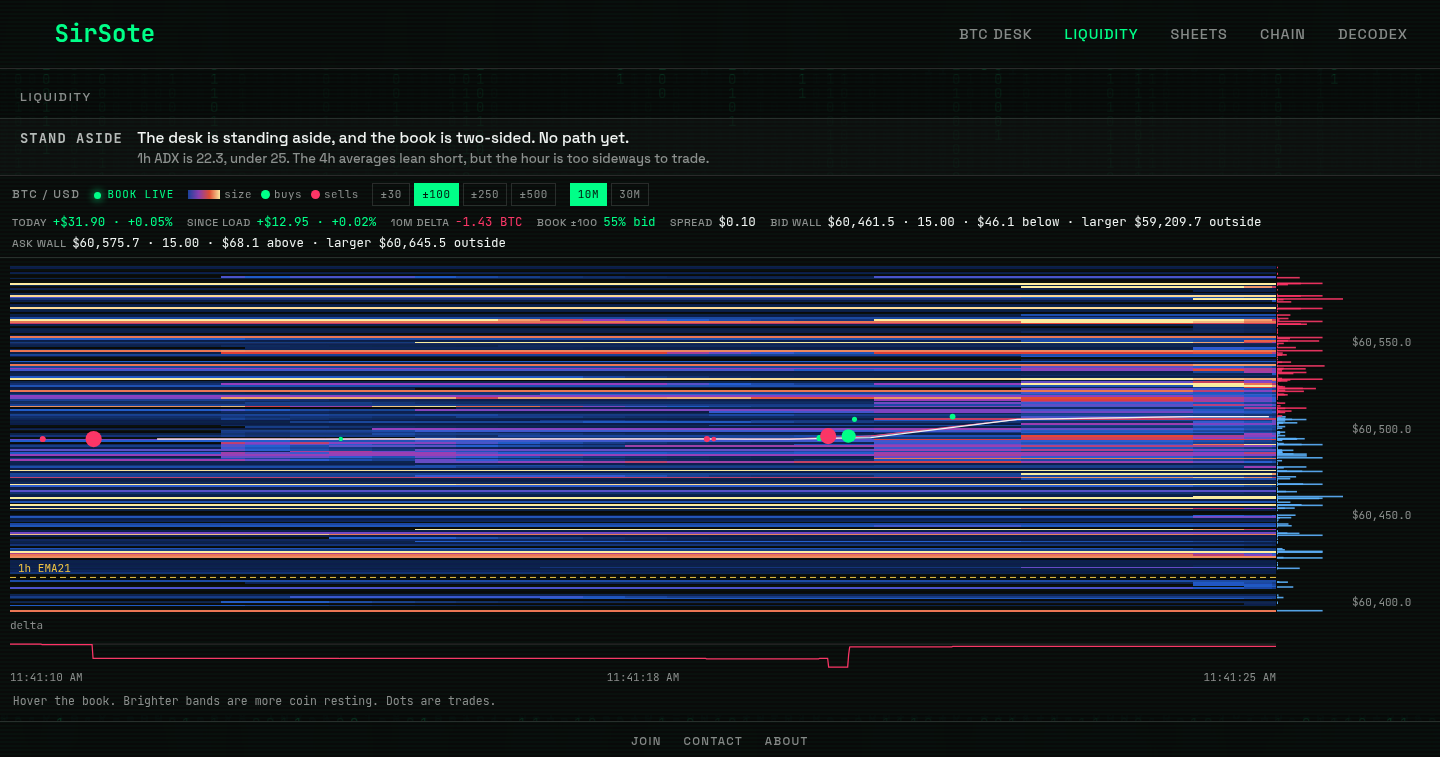 SirSote
BTC DESK LIQUIDITY SHEETS CHAIN DECODEX
LIQUIDITY
STAND ASIDE The desk is standing aside, and the book is two-sided. No path yet.
1h ADX is 22.3, under 25. The 4h averages lean short, but the hour is too sideways to trade.
BTC / USD BOOK LIVE size buys sells ±30 ±100 ±250 ±500 10M 30M
TODAY +$31.90 · +0.05% SINCE LOAD +$12.95 · +0.02% 10M DELTA -1.43 BTC BOOK ±100 55% bid SPREAD $0.10 BID WALL $60,461.5 · 15.00 · $46.1 below · larger $59,209.7 outside
ASK WALL $60,575.7 · 15.00 · $68.1 above · larger $60,645.5 outside
$60,550.0
$60,500.0
$60,450.0
1h EMA21
$60,400.0
delta
11:41:10 AM 11:41:18 AM 11:41:25 AM
Hover the book. Brighter bands are more coin resting. Dots are trades.
JOIN CONTACT ABOUT